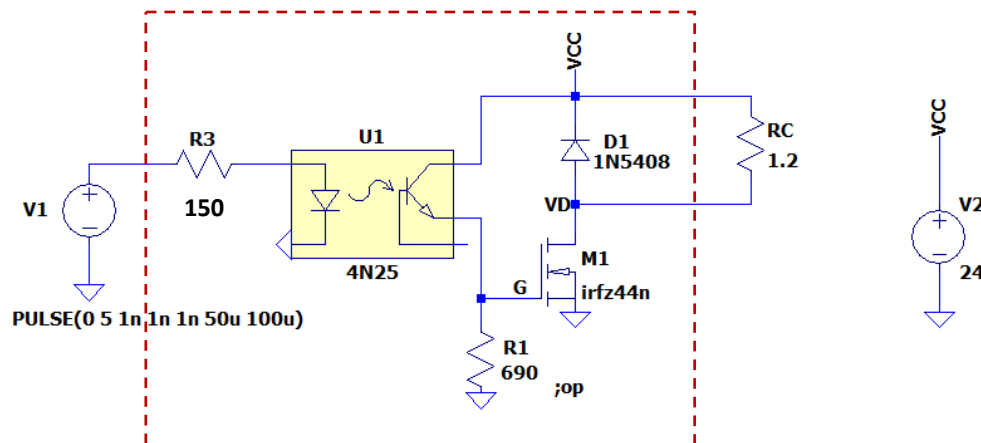 VCC
R3
U1
D1
1N5408
RC
1.2
VCC
V1
150
VD
V2
24
4N25
M1
G
irfz44n
PULSE(0 5 1n 1n 1n 50u 100u)
R1
690
;op